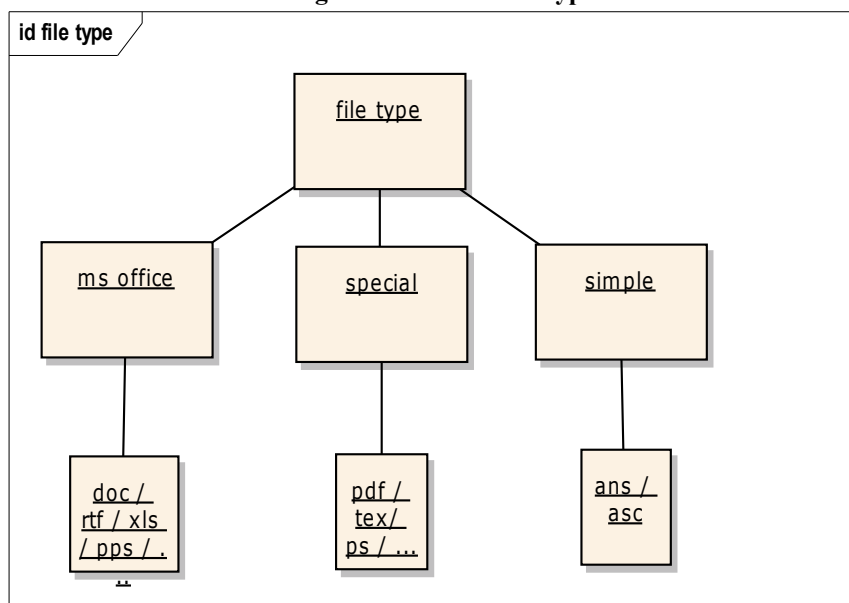 id file type
file type
ms office
special
simple
doc /
rtf / xls
/ pps / .
..
pdf /
tex/
ps / ...
ans /
asc